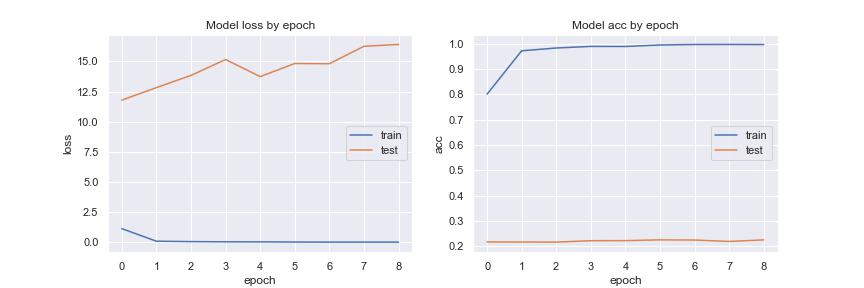 Model loss by epoch
15.0
12.5
10.0
7.5
5.0
2.5
0.0
loss
0 1 2 3 4 5 6 7 8
epoch
train
test
Model acc by epoch
1.0
0.9
0.8
0.7
0.6
0.5
0.4
0.3
0.2
acc
0 1 2 3 4 5 6 7 8
epoch
train
test